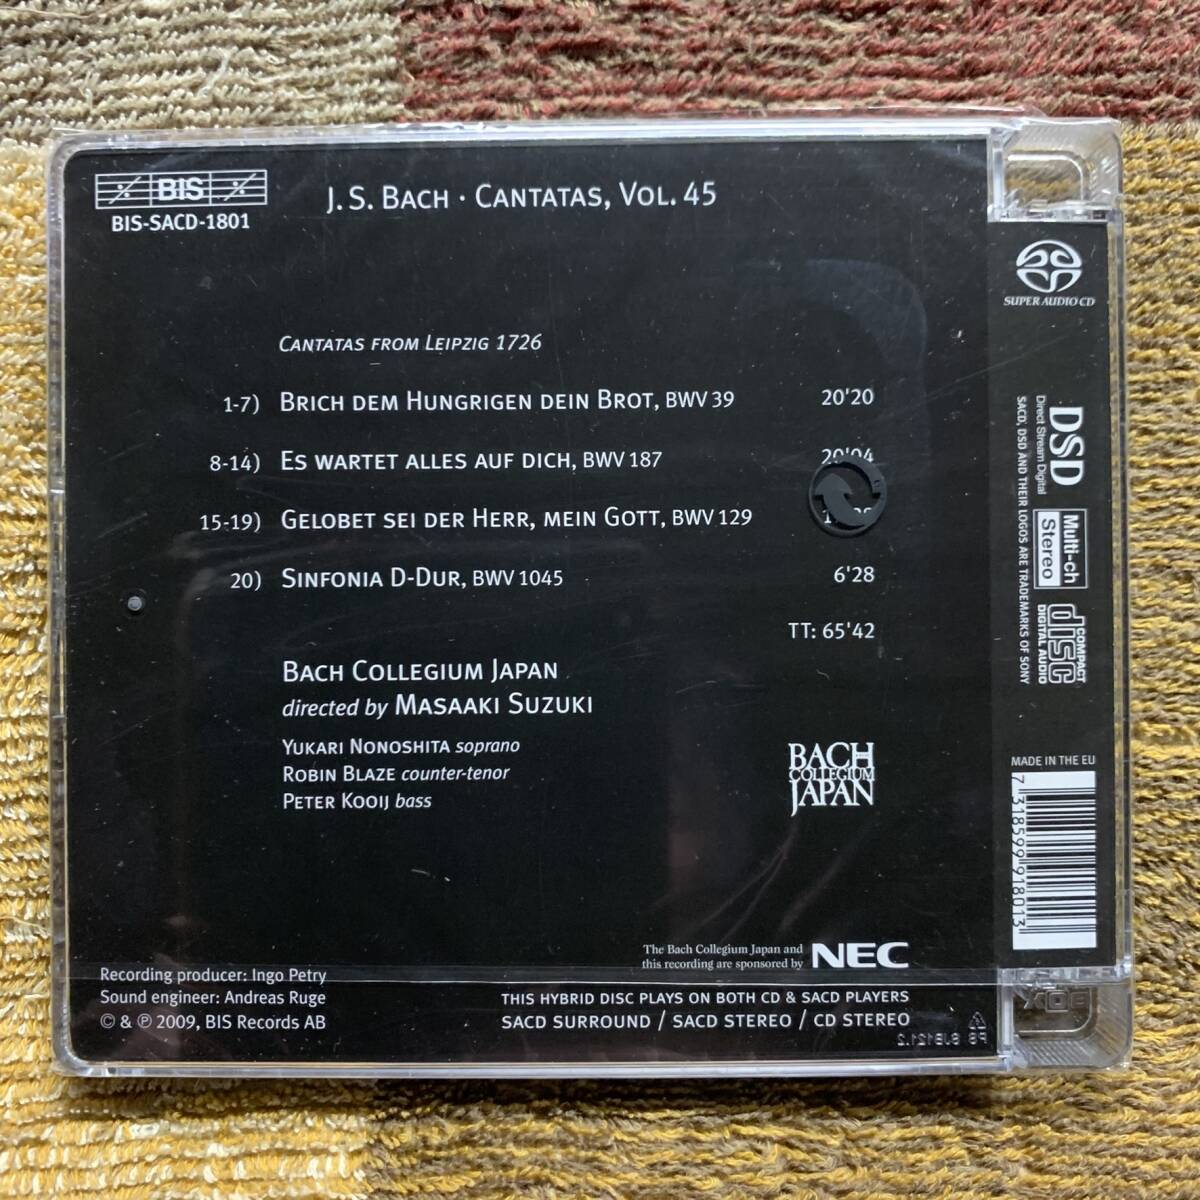 BIS
BIS-SACD-1801
J. S. BACH · CANTATAS, VOL. 45
CANTATAS FROM LEIPZIG 1726
1-7) BRICH DEM HUNGRIGEN DEIN BROT, BWV 39 20'20
8-14) ES WARTET ALLES AUF DICH, BWV 187 20'04
15-19) GELOBET SEI DER HERR, MEIN GOTT, BWV 129
20) SINFONIA D-DUR, BWV 1045 6'28
TT: 65'42
BACH COLLEGIUM JAPAN
directed by MASAAKI SUZUKI
YUKARI NONOSHITA soprano
ROBIN BLAZE counter-tenor
PETER KOOIJ bass
BACH
COLLEGIUM
JAPAN
The Bach Collegium Japan and
this recording are sponsored by NEC
Recording producer: Ingo Petry
Sound engineer: Andreas Ruge
© & ℗ 2009, BIS Records AB
THIS HYBRID DISC PLAYS ON BOTH CD & SACD PLAYERS
SACD SURROUND / SACD STEREO / CD STEREO
SUPER AUDIO CD
DSD
Direct Stream Digital
SACD, DSD AND THEIR LOGOS ARE TRADEMARKS OF SONY
Multi-ch
Stereo
COMPACT
disc
DIGITAL AUDIO
MADE IN THE EU
7 318599 918013